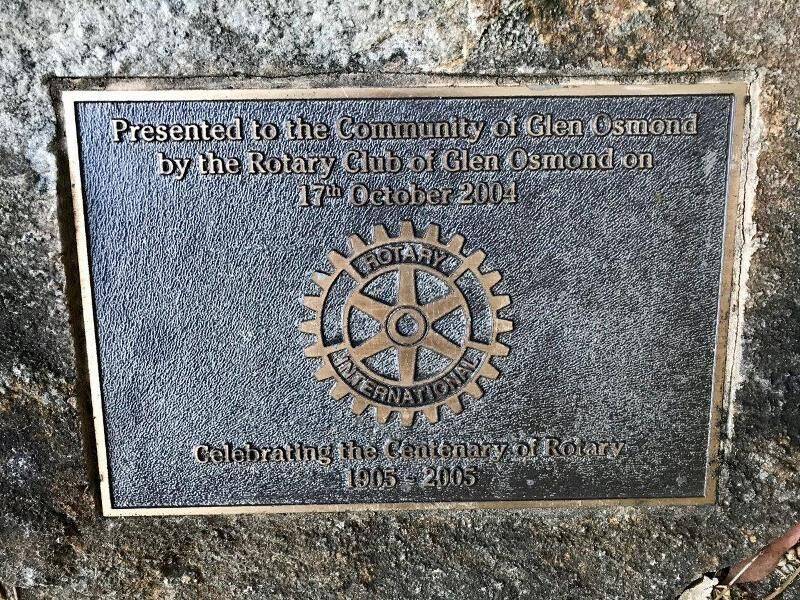 Presented to the Community of Glen Osmond
by the Rotary Club of Glen Osmond on
17th October 2004
ROTARY
INTERNATIONAL
Celebrating the Centenary of Rotary
1905 - 2005